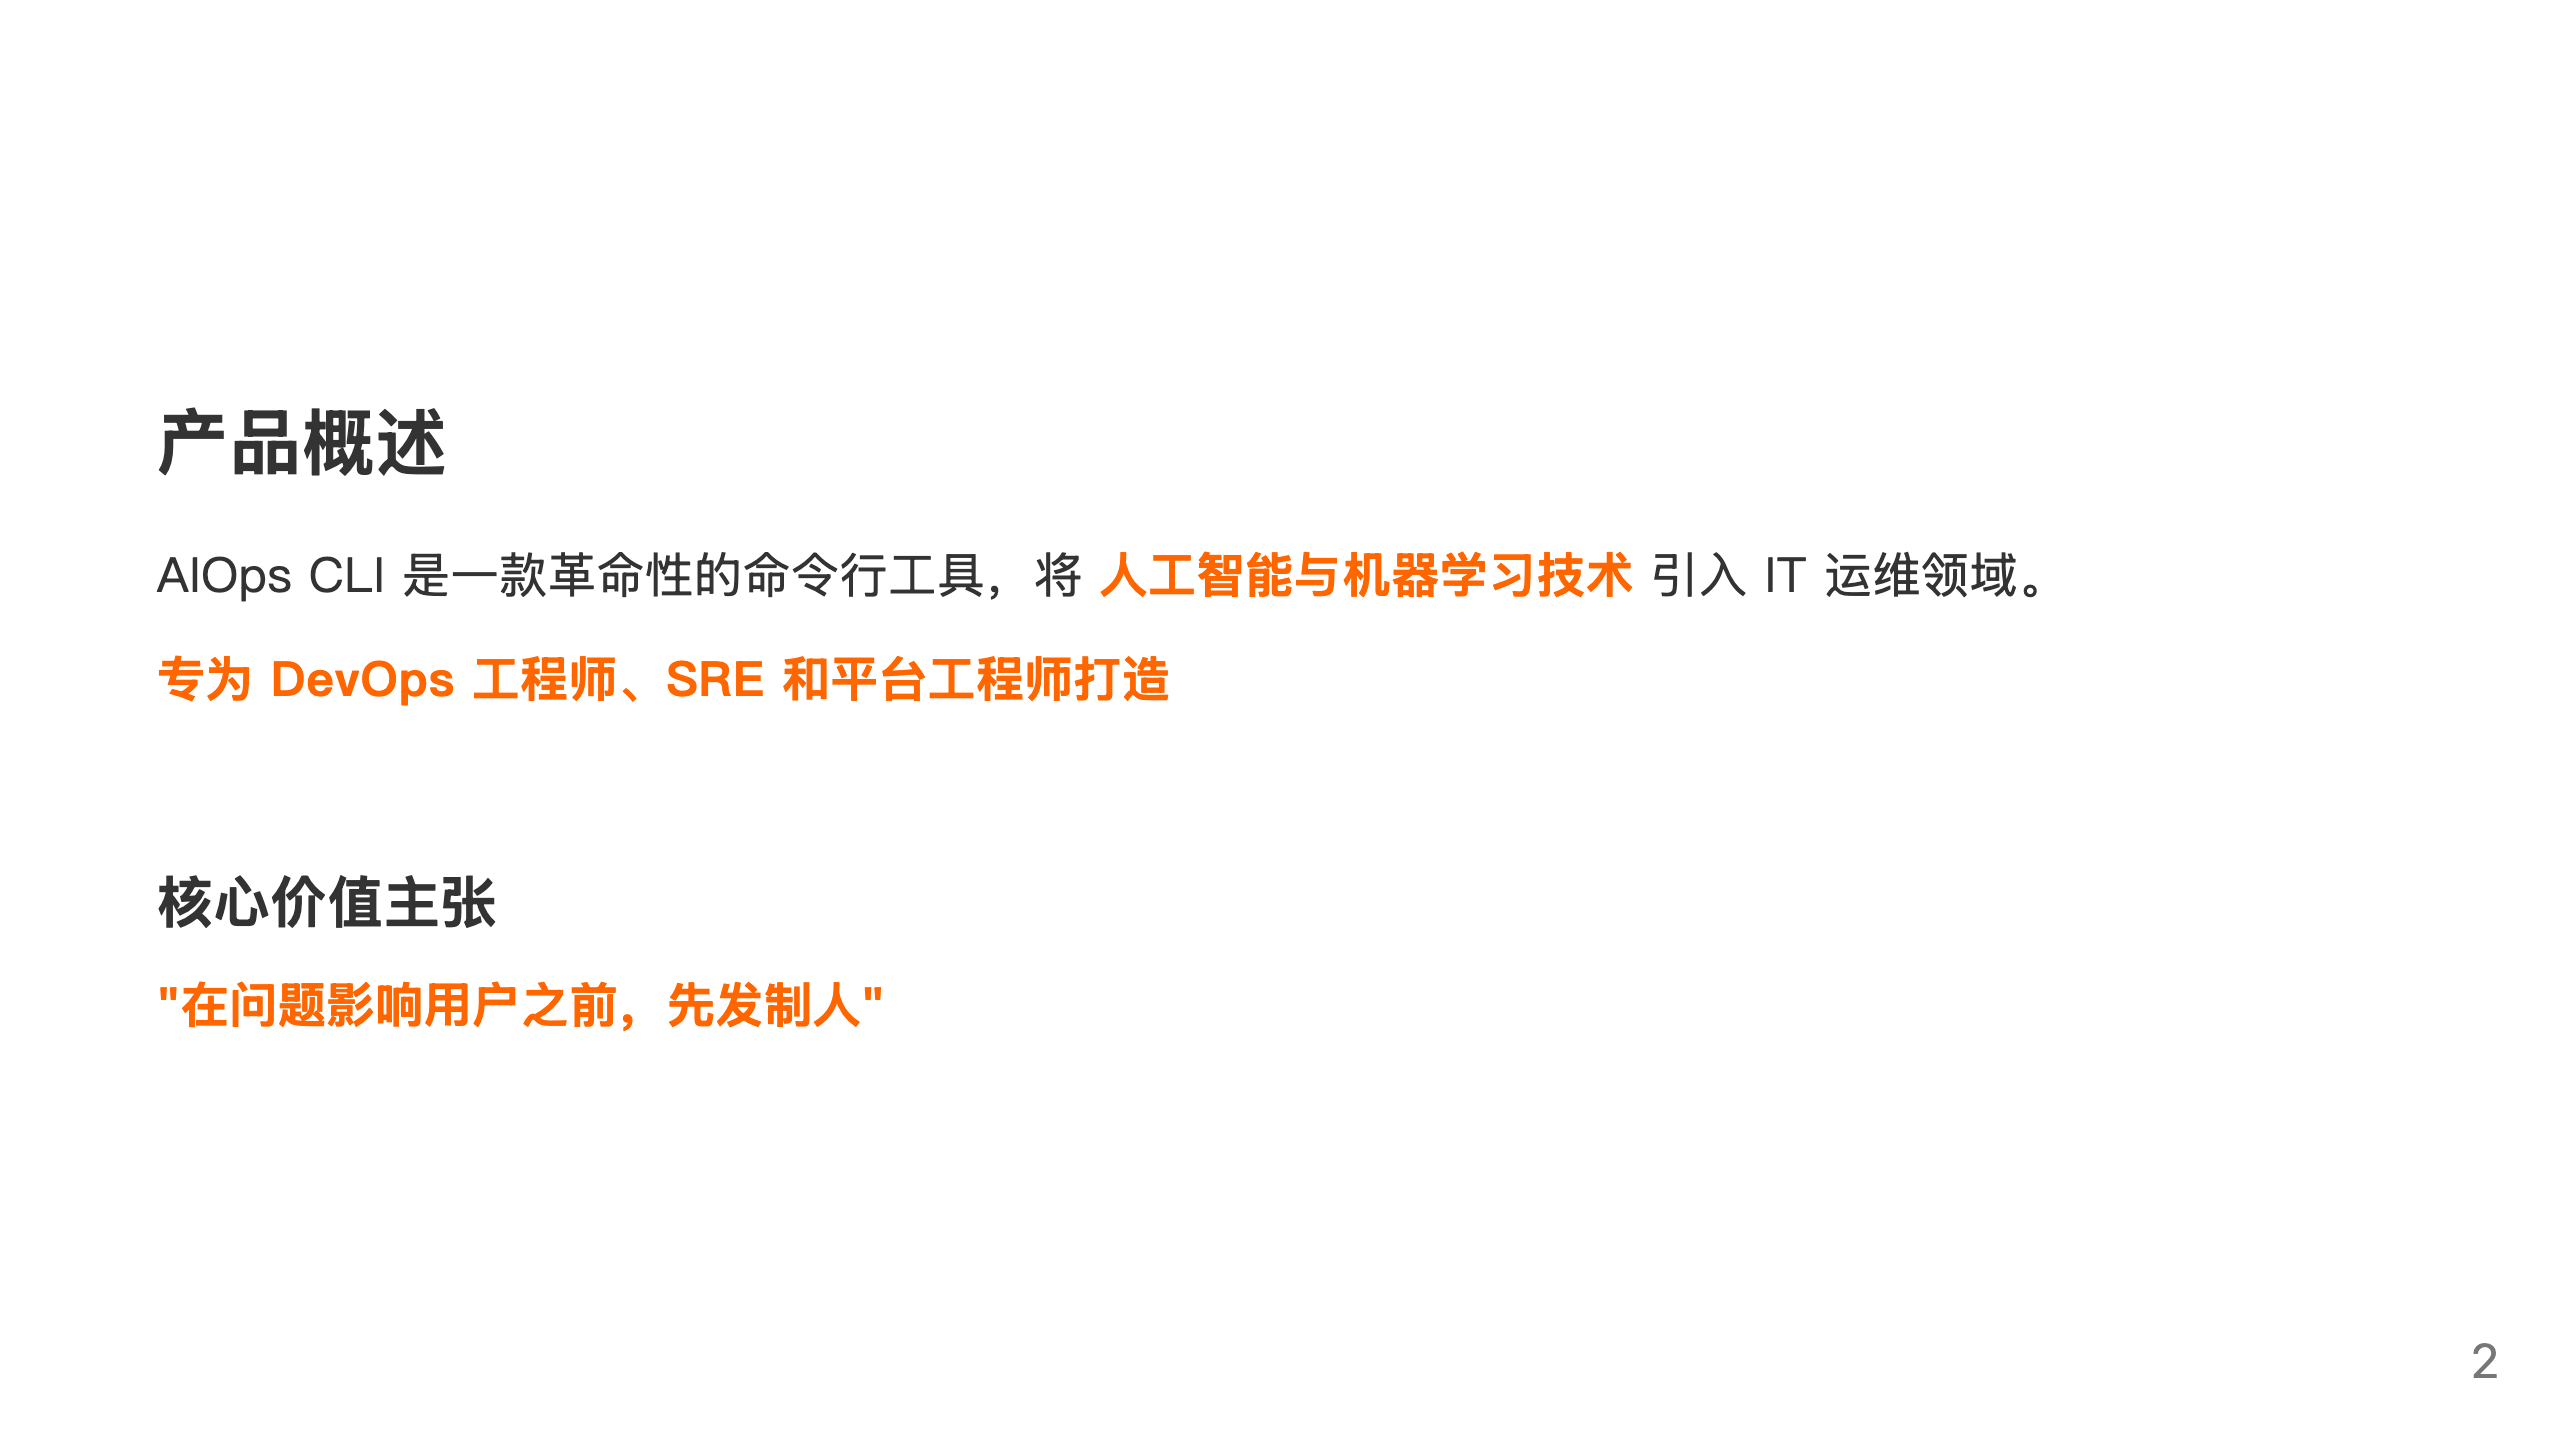 产品概述
AIOps CLI 是一款革命性的命令行工具，将 人工智能与机器学习技术 引入 IT 运维领域。
专为 DevOps 工程师、SRE 和平台工程师打造
核心价值主张
"在问题影响用户之前，先发制人"
2